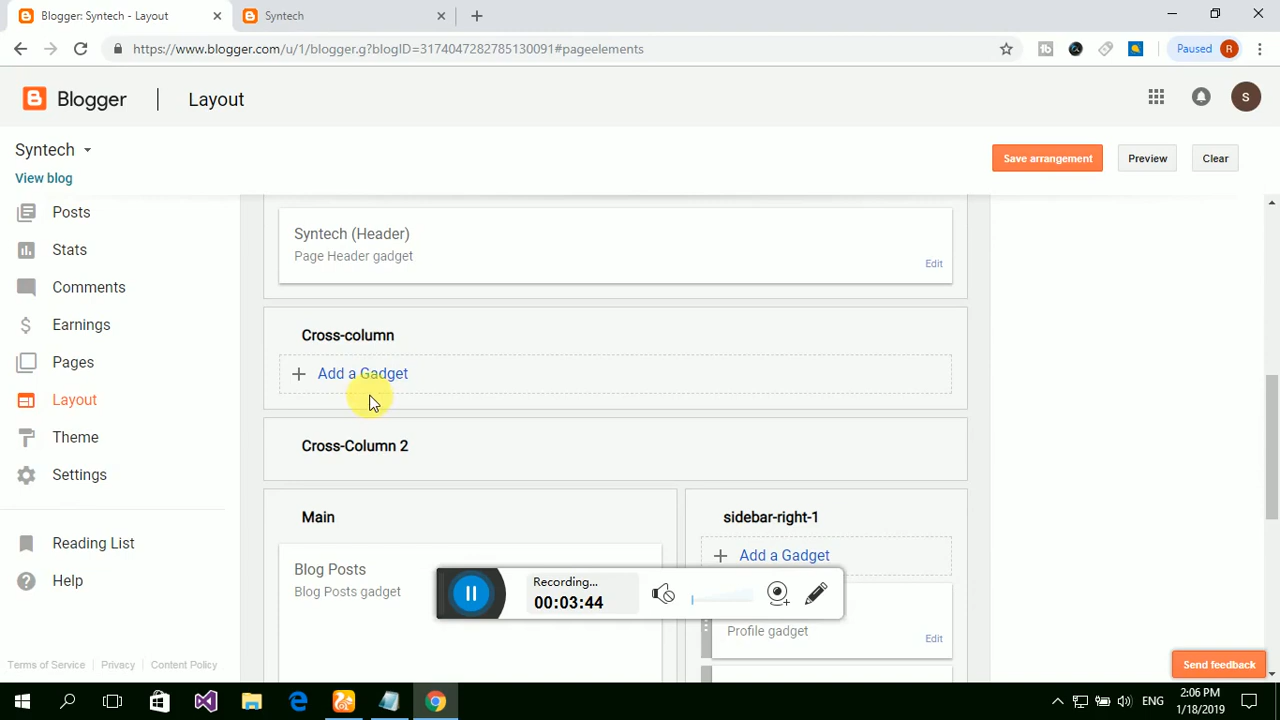 Blogger: Syntech - Layout
Syntech
https://www.blogger.com/u/1/blogger.g?blogID=3174047282785130091#pageelements
Paused
R
Blogger
Layout
S
Syntech
View blog
Save arrangement
Preview
Clear
Posts
Stats
Comments
Earnings
Pages
Layout
Theme
Settings
Reading List
Help
Terms of Service
Privacy
Content Policy
Syntech (Header)
Page Header gadget
Edit
Cross-column
Add a Gadget
Cross-Column 2
Main
Blog Posts
Blog Posts gadget
sidebar-right-1
Add a Gadget
Profile gadget
Edit
Recording...
00:03:44
Send feedback
ENG
2:06 PM
1/18/2019